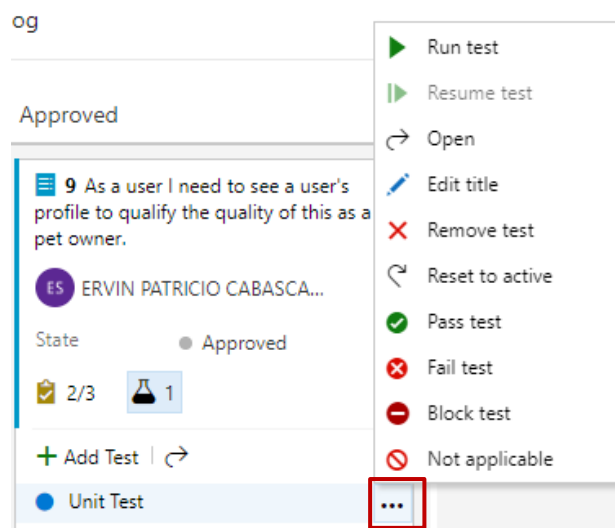 og
Approved
9 As a user I need to see a user's
profile to qualify the quality of this as a
pet owner.
ES ERVIN PATRICIO CABASCA...
State Approved
2/3 1
Add Test
Unit Test
Run test
Resume test
Open
Edit title
Remove test
Reset to active
Pass test
Fail test
Block test
Not applicable